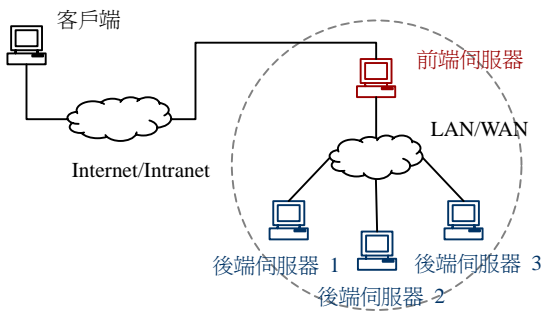 客戶端
前端伺服器
LAN/WAN
Internet/Intranet
後端伺服器 1
後端伺服器 2
後端伺服器 3